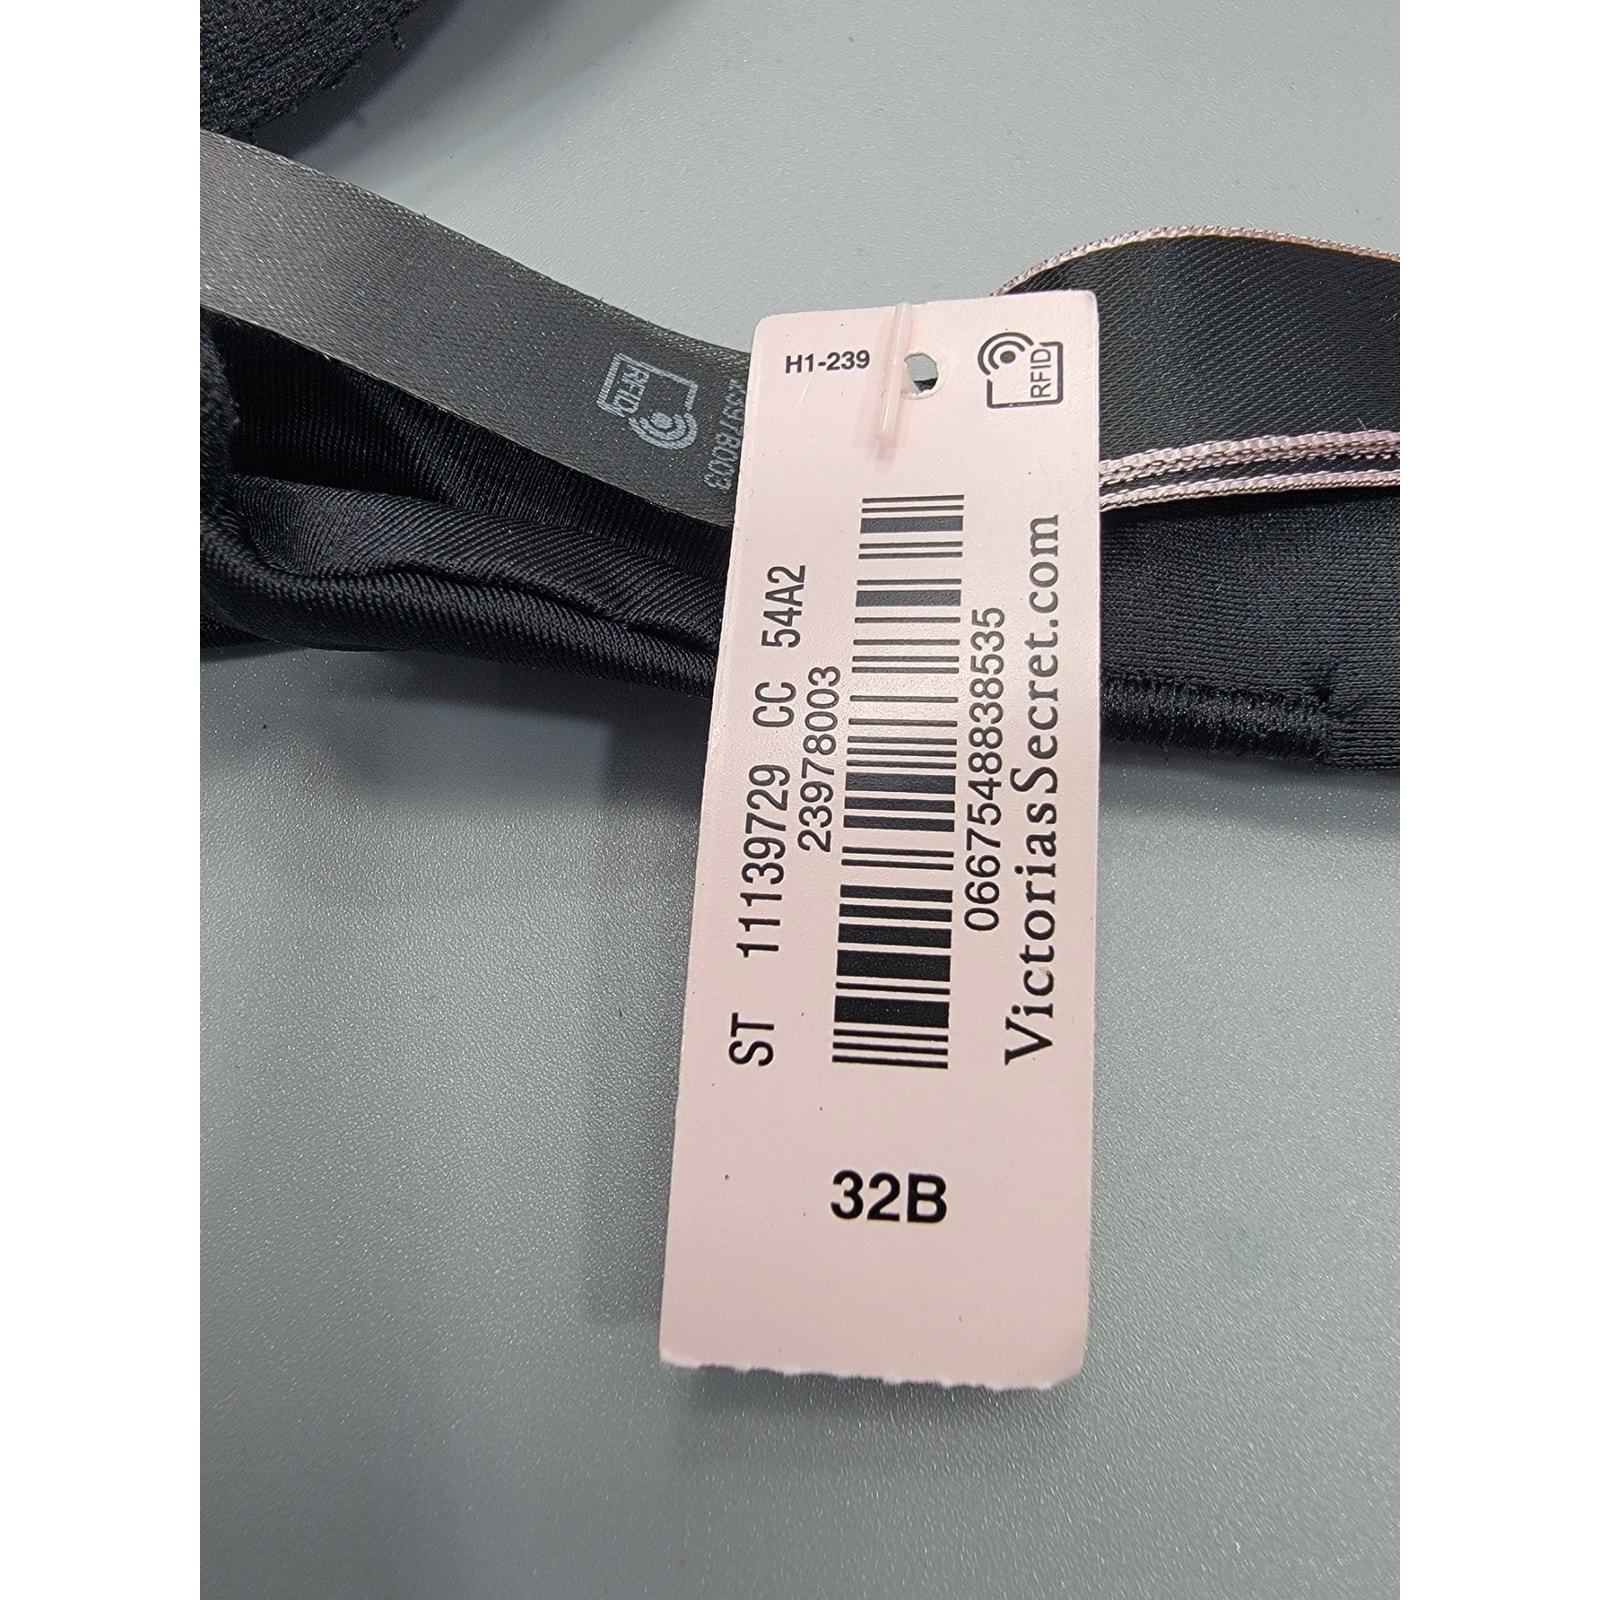 H1-239
RFID
ST 11139729 CC 54A2
23978003
0667548838535
VictoriasSecret.com
32B
RFID